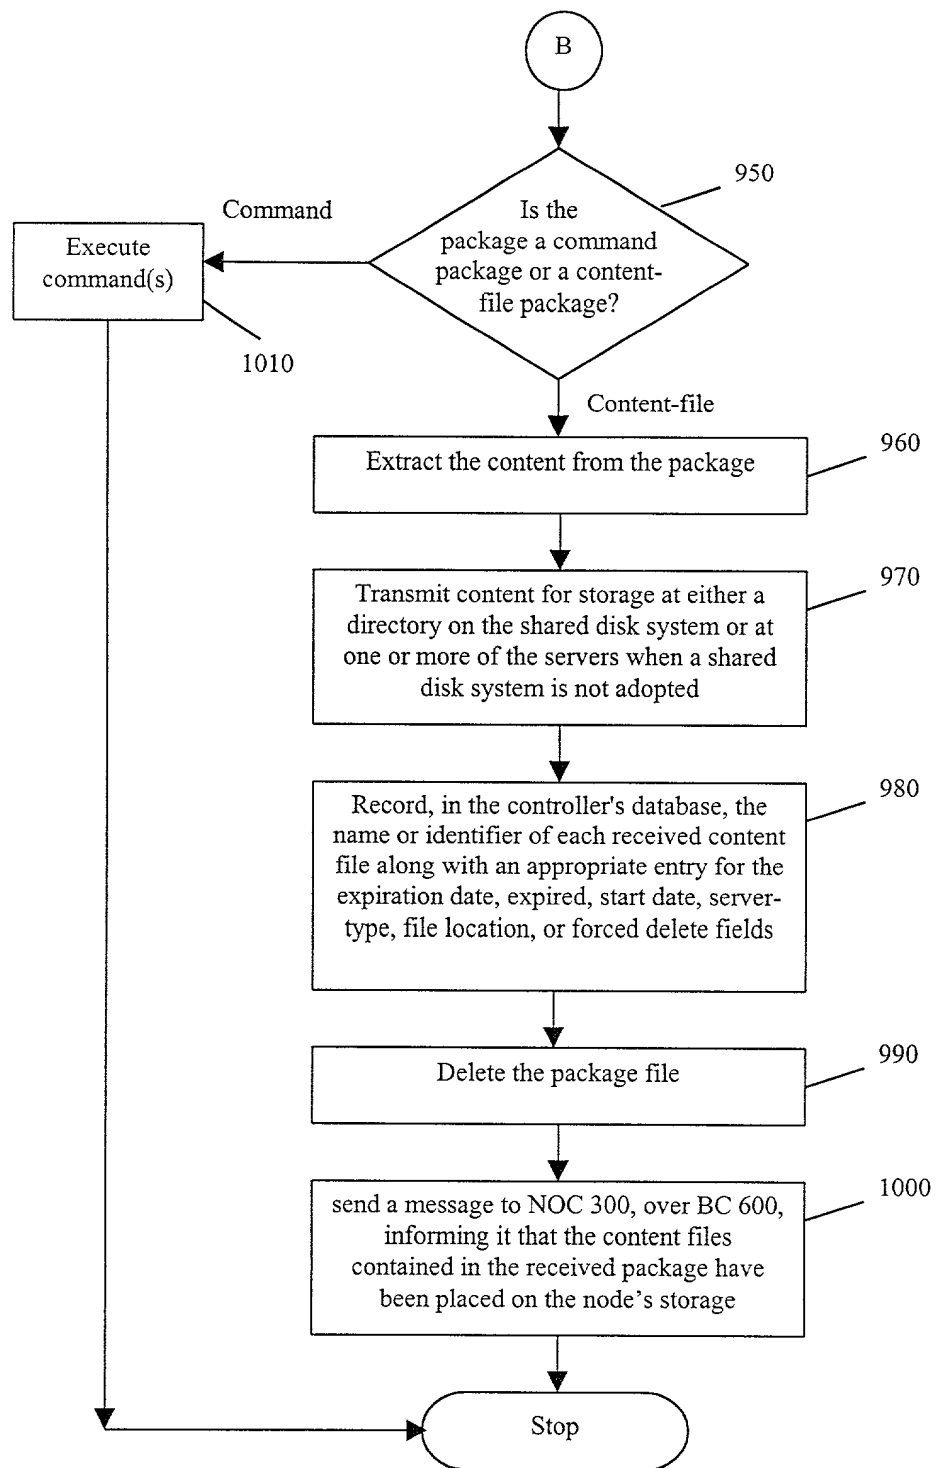 B
950
Is the
package a command
package or a content-
file package?
Command
Execute
command(s)
1010
Content-file
960
Extract the content from the package
970
Transmit content for storage at either a
directory on the shared disk system or at
one or more of the servers when a shared
disk system is not adopted
980
Record, in the controller's database, the
name or identifier of each received content
file along with an appropriate entry for the
expiration date, expired, start date, server-
type, file location, or forced delete fields
990
Delete the package file
1000
send a message to NOC 300, over BC 600,
informing it that the content files
contained in the received package have
been placed on the node’s storage
Stop